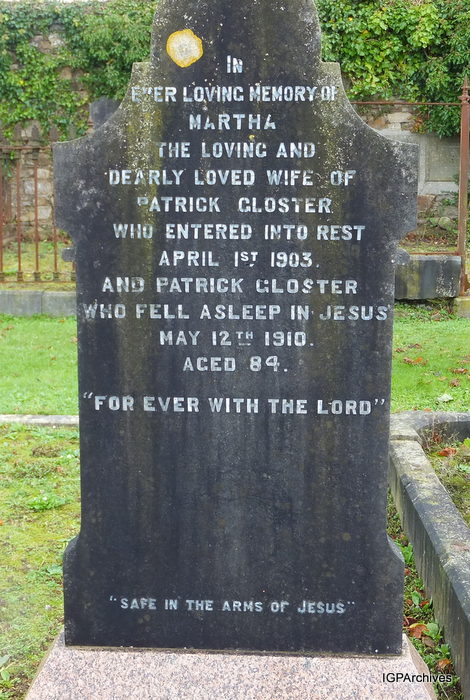 IN
EVER LOVING MEMORY OF
MARTHA
THE LOVING AND
DEARLY LOVED WIFE OF
PATRICK GLOSTER
WHO ENTERED INTO REST
APRIL 1ST 1903.
AND PATRICK GLOSTER
WHO FELL ASLEEP IN JESUS
MAY 12TH 1910.
AGED 84.
"FOR EVER WITH THE LORD"
"SAFE IN THE ARMS OF JESUS"
IGPArchives